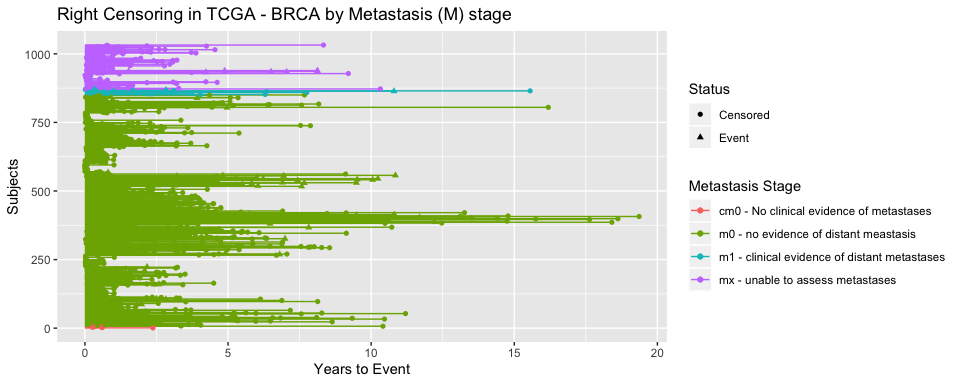 Right Censoring in TCGA - BRCA by Metastasis (M) stage
1000
750
500
250
0
Subjects
0 5 10 15 20
Years to Event
Status
Censored
Event
Metastasis Stage
cm0 - No clinical evidence of metastases
m0 - no evidence of distant meastasis
m1 - clinical evidence of distant metastases
mx - unable to assess metastases